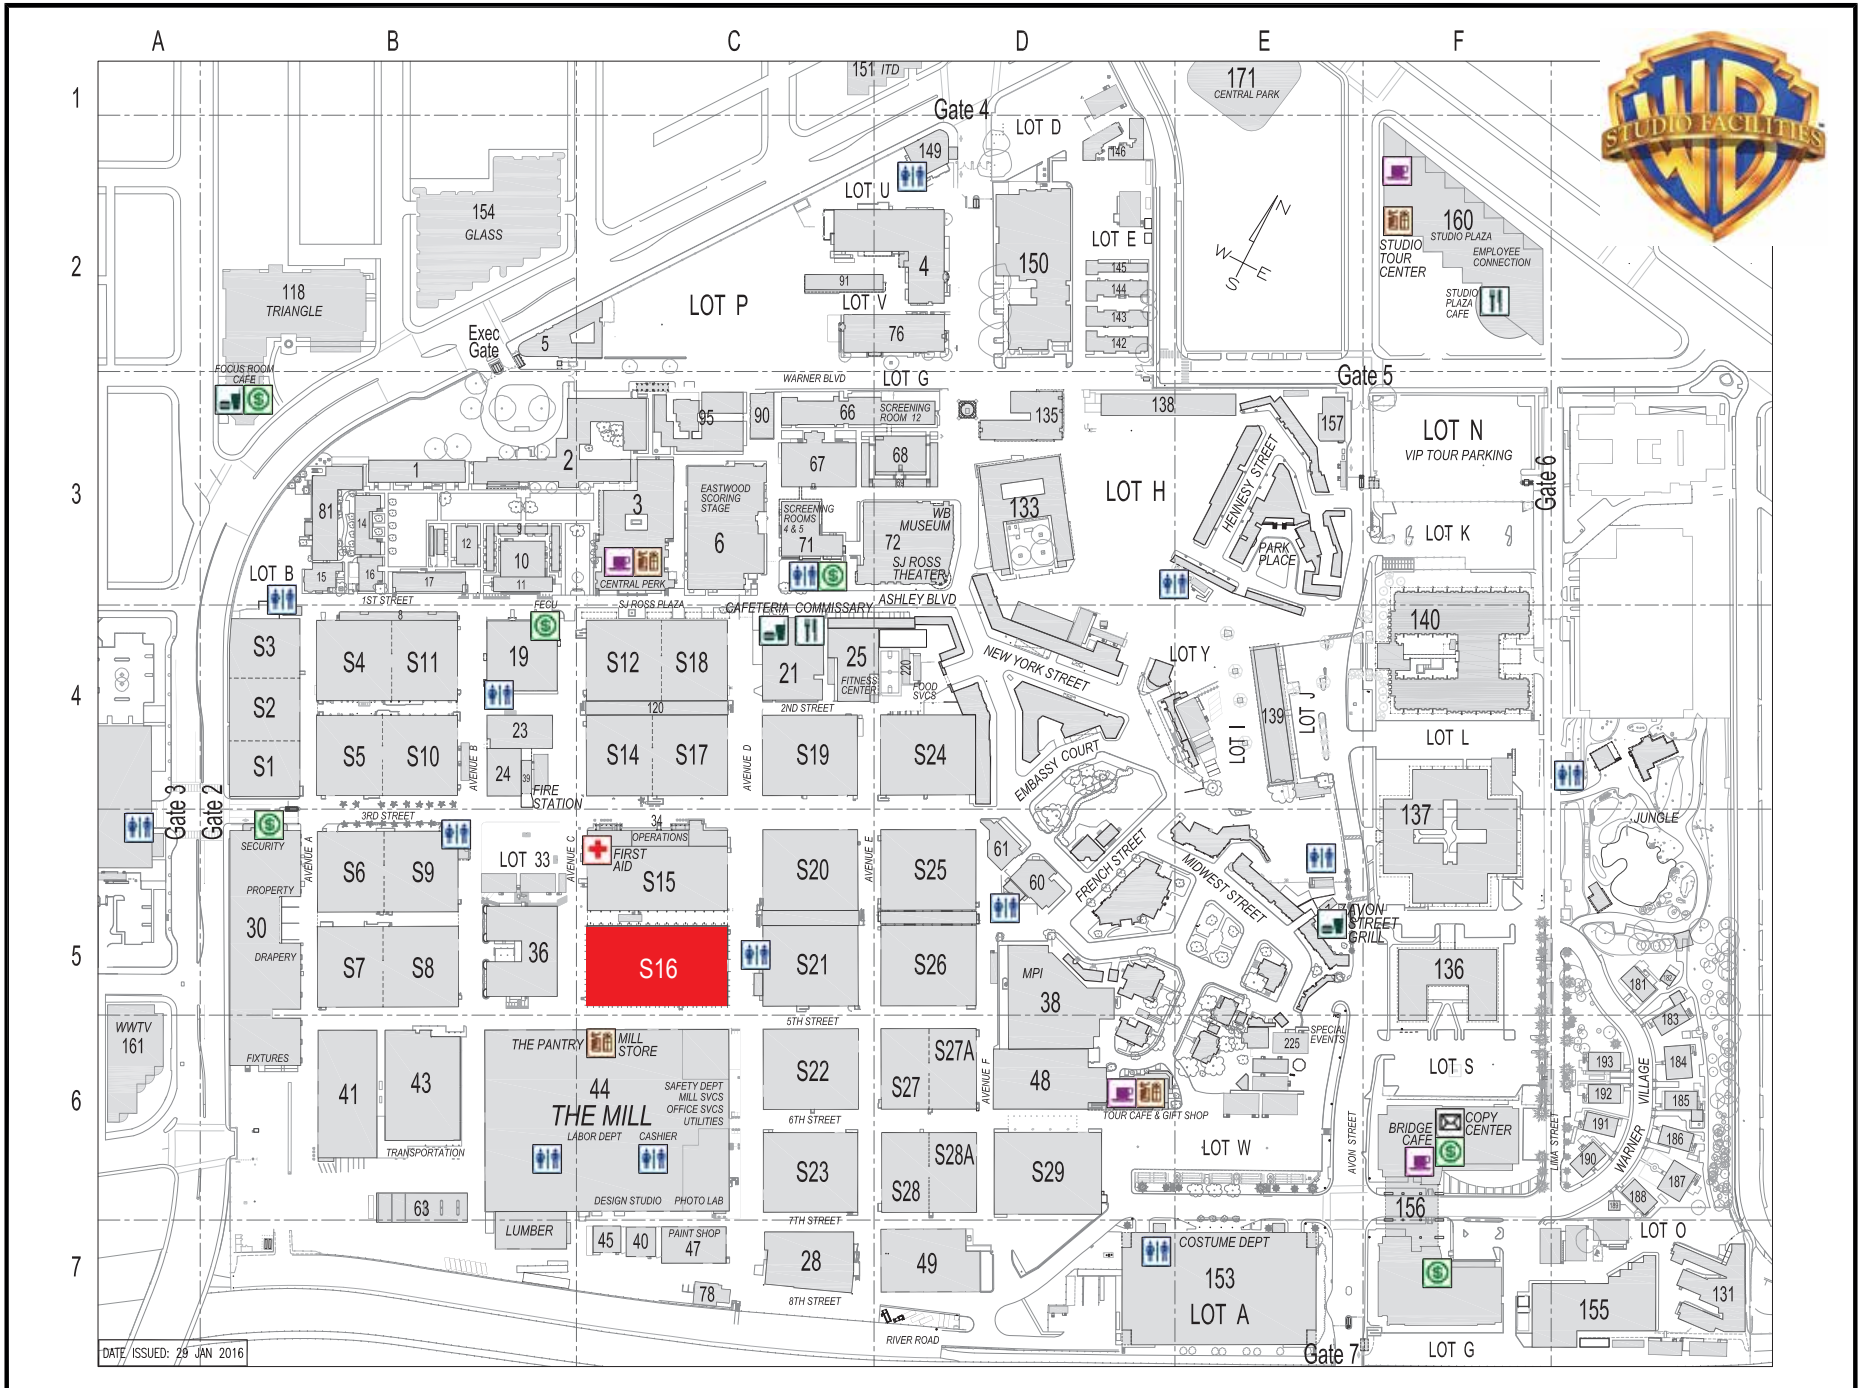 A B C D E F
1
2
3
4
5
6
7
WB
STUDIO FACILITIES
TM
151 ITD
171
CENTRAL PARK
Gate 4
LOT D
149
146
LOT U
154
GLASS
160
STUDIO PLAZA
EMPLOYEE
CONNECTION
STUDIO
TOUR
CENTER
STUDIO
PLAZA
CAFE
N
W
E
S
LOT E
4
150
145
144
143
142
91
LOT V
76
LOT P
118
TRIANGLE
Exec
Gate
5
FOCUS ROOM
CAFE
WARNER BLVD
LOT G
Gate 5
95
90
66
SCREENING
ROOM 12
135
138
157
LOT N
VIP TOUR PARKING
Gate 6
1
2
67
68
EASTWOOD
SCORING
STAGE
3
6
SCREENING
ROOMS
4 & 5
71
WB
MUSEUM
72
SJ ROSS
THEATER
133
LOT H
HENNESY STREET
PARK
PLACE
LOT K
81
14
12
9
10
15
16
17
11
CENTRAL PERK
LOT B
1ST STREET
FECU
SJ ROSS PLAZA
CAFETERIA COMMISSARY
ASHLEY BLVD
8
S3
S4
S11
19
S12
S18
21
25
FITNESS
CENTER
220
FOOD
SVCS
NEW YORK STREET
LOT Y
140
S2
120
2ND STREET
139
LOT J
LOT I
S1
S5
S10
AVENUE B
23
24
39
FIRE
STATION
S14
S17
AVENUE D
S19
S24
EMBASSY COURT
LOT L
Gate 3
Gate 2
3RD STREET
34
OPERATIONS
137
JUNGLE
SECURITY
AVENUE A
S6
S9
LOT 33
AVENUE C
FIRST
AID
S15
S20
AVENUE E
S25
61
60
FRENCH STREET
MIDWEST STREET
PROPERTY
30
DRAPERY
AVON
STREET
GRILL
S7
S8
36
S16
S21
S26
MPI
38
136
181
182
183
WWTV
161
FIXTURES
5TH STREET
SPECIAL
EVENTS
225
41
43
THE PANTRY
MILL
STORE
44
THE MILL
SAFETY DEPT
MILL SVCS
OFFICE SVCS
UTILITIES
LABOR DEPT
CASHIER
S22
S27A
S27
AVENUE F
48
LOT S
193
184
192
185
VILLAGE
TOUR CAFE & GIFT SHOP
6TH STREET
TRANSPORTATION
S23
S28A
S28
S29
LOT W
AVON STREET
BRIDGE
CAFE
COPY
CENTER
LIMA STREET
191
186
190
WARNER
187
188
189
63
DESIGN STUDIO
PHOTO LAB
7TH STREET
156
LUMBER
45
40
PAINT SHOP
47
28
49
COSTUME DEPT
153
LOT A
LOT O
131
155
78
8TH STREET
RIVER ROAD
Gate 7
LOT G
DATE ISSUED: 29 JAN 2016